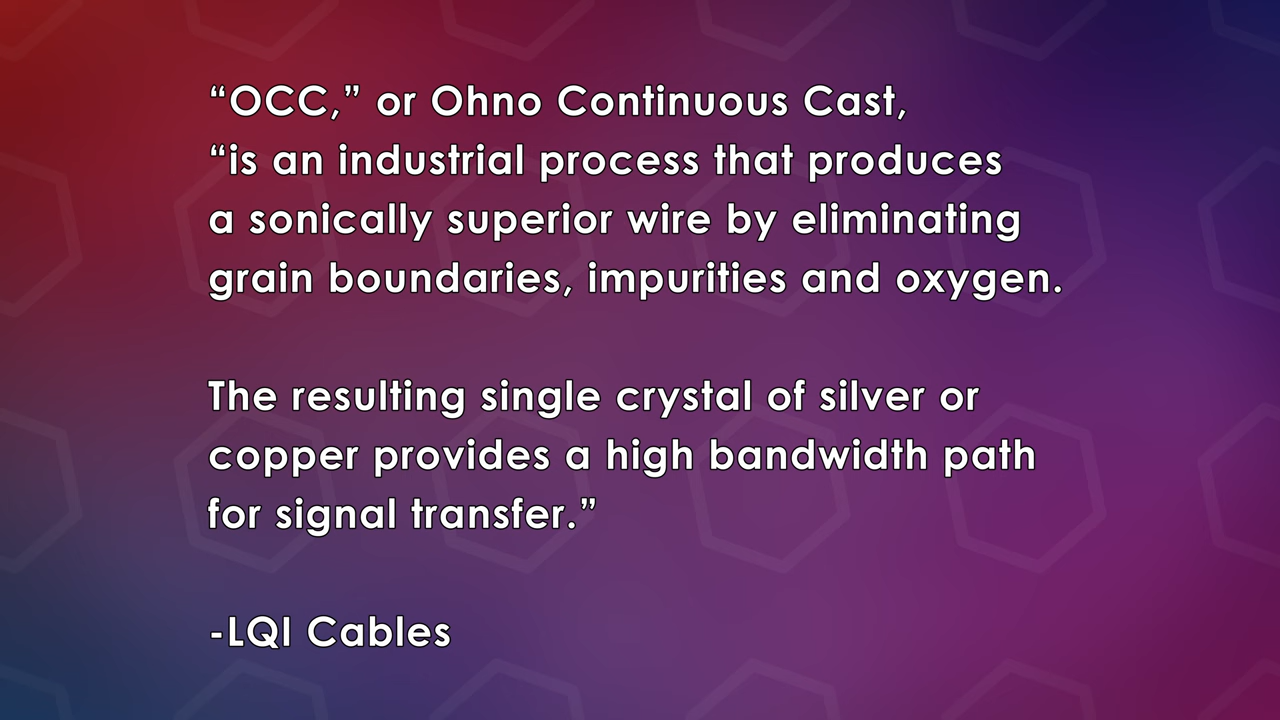 “OCC,” or Ohno Continuous Cast,
“is an industrial process that produces
a sonically superior wire by eliminating
grain boundaries, impurities and oxygen.
The resulting single crystal of silver or
copper provides a high bandwidth path
for signal transfer.”
-LQI Cables